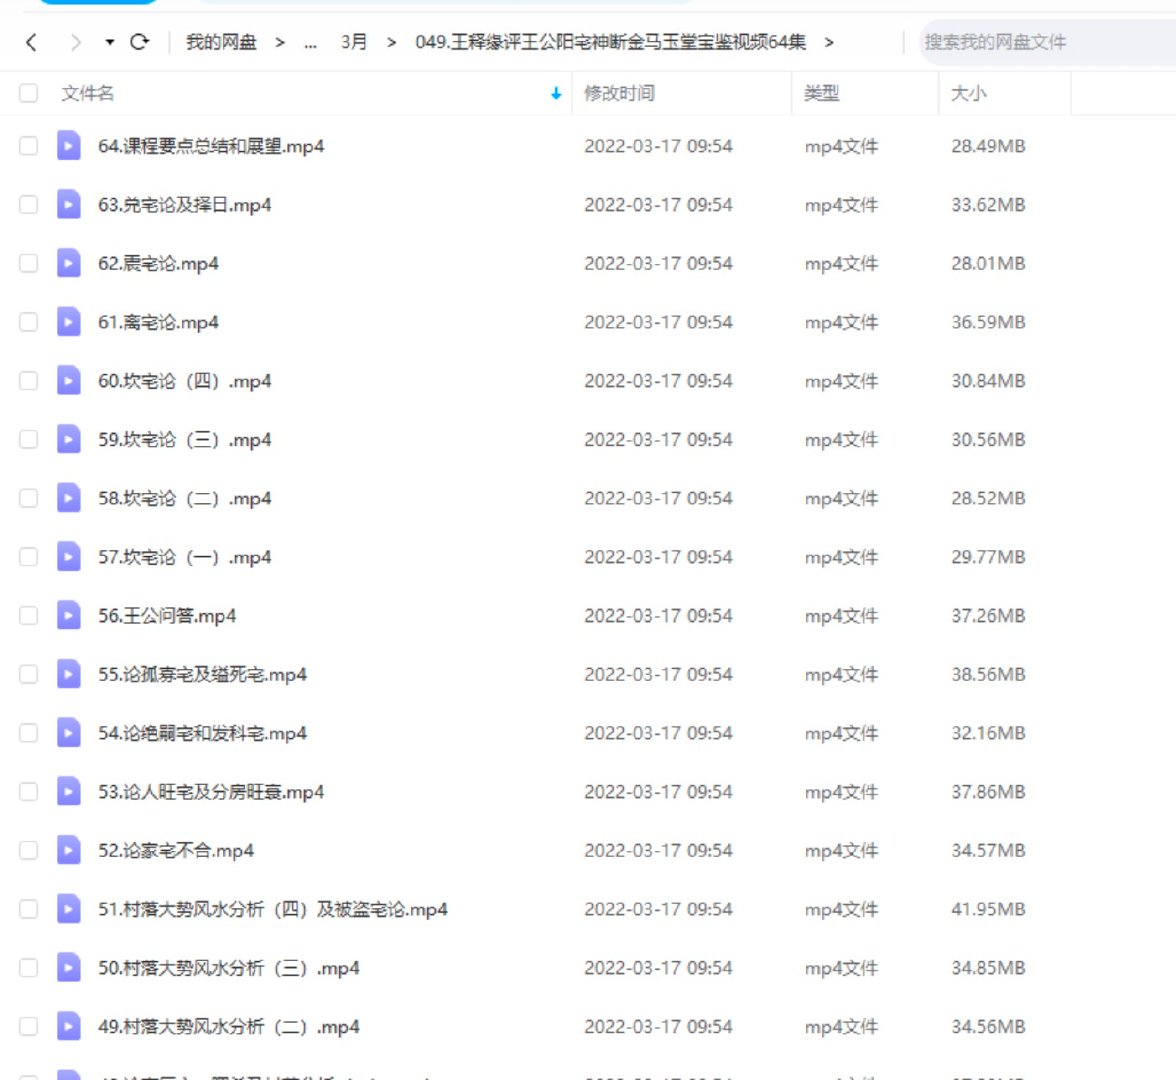 我的网盘 > ... 3月 > 049.王释缘评王公阳宅神断金马玉堂宝鉴视频64集 > 搜索我的网盘文件
文件名 修改时间 类型 大小
64.课程要点总结和展望.mp4 2022-03-17 09:54 mp4文件 28.49MB
63.兑宅论及择日.mp4 2022-03-17 09:54 mp4文件 33.62MB
62.震宅论.mp4 2022-03-17 09:54 mp4文件 28.01MB
61.离宅论.mp4 2022-03-17 09:54 mp4文件 36.59MB
60.坎宅论（四）.mp4 2022-03-17 09:54 mp4文件 30.84MB
59.坎宅论（三）.mp4 2022-03-17 09:54 mp4文件 30.56MB
58.坎宅论（二）.mp4 2022-03-17 09:54 mp4文件 28.52MB
57.坎宅论（一）.mp4 2022-03-17 09:54 mp4文件 29.77MB
56.王公问答.mp4 2022-03-17 09:54 mp4文件 37.26MB
55.论孤寡宅及缢死宅.mp4 2022-03-17 09:54 mp4文件 38.56MB
54.论绝嗣宅和发科宅.mp4 2022-03-17 09:54 mp4文件 32.16MB
53.论人旺宅及分房旺衰.mp4 2022-03-17 09:54 mp4文件 37.86MB
52.论家宅不合.mp4 2022-03-17 09:54 mp4文件 34.57MB
51.村落大势风水分析（四）及被盗宅论.mp4 2022-03-17 09:54 mp4文件 41.95MB
50.村落大势风水分析（三）.mp4 2022-03-17 09:54 mp4文件 34.85MB
49.村落大势风水分析（二）.mp4 2022-03-17 09:54 mp4文件 34.56MB